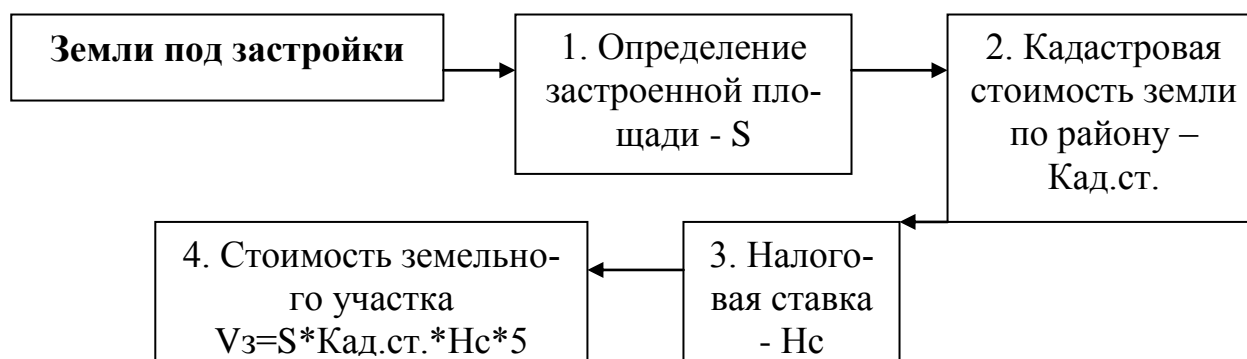 Земли под застройки
1. Определение
застроенной пло-
щади - S
2. Кадастровая
стоимость земли
по району –
Кад.ст.
3. Налого-
вая ставка
- Нс
4. Стоимость земельно-
го участка
Vз=S*Кад.ст.*Нс*5